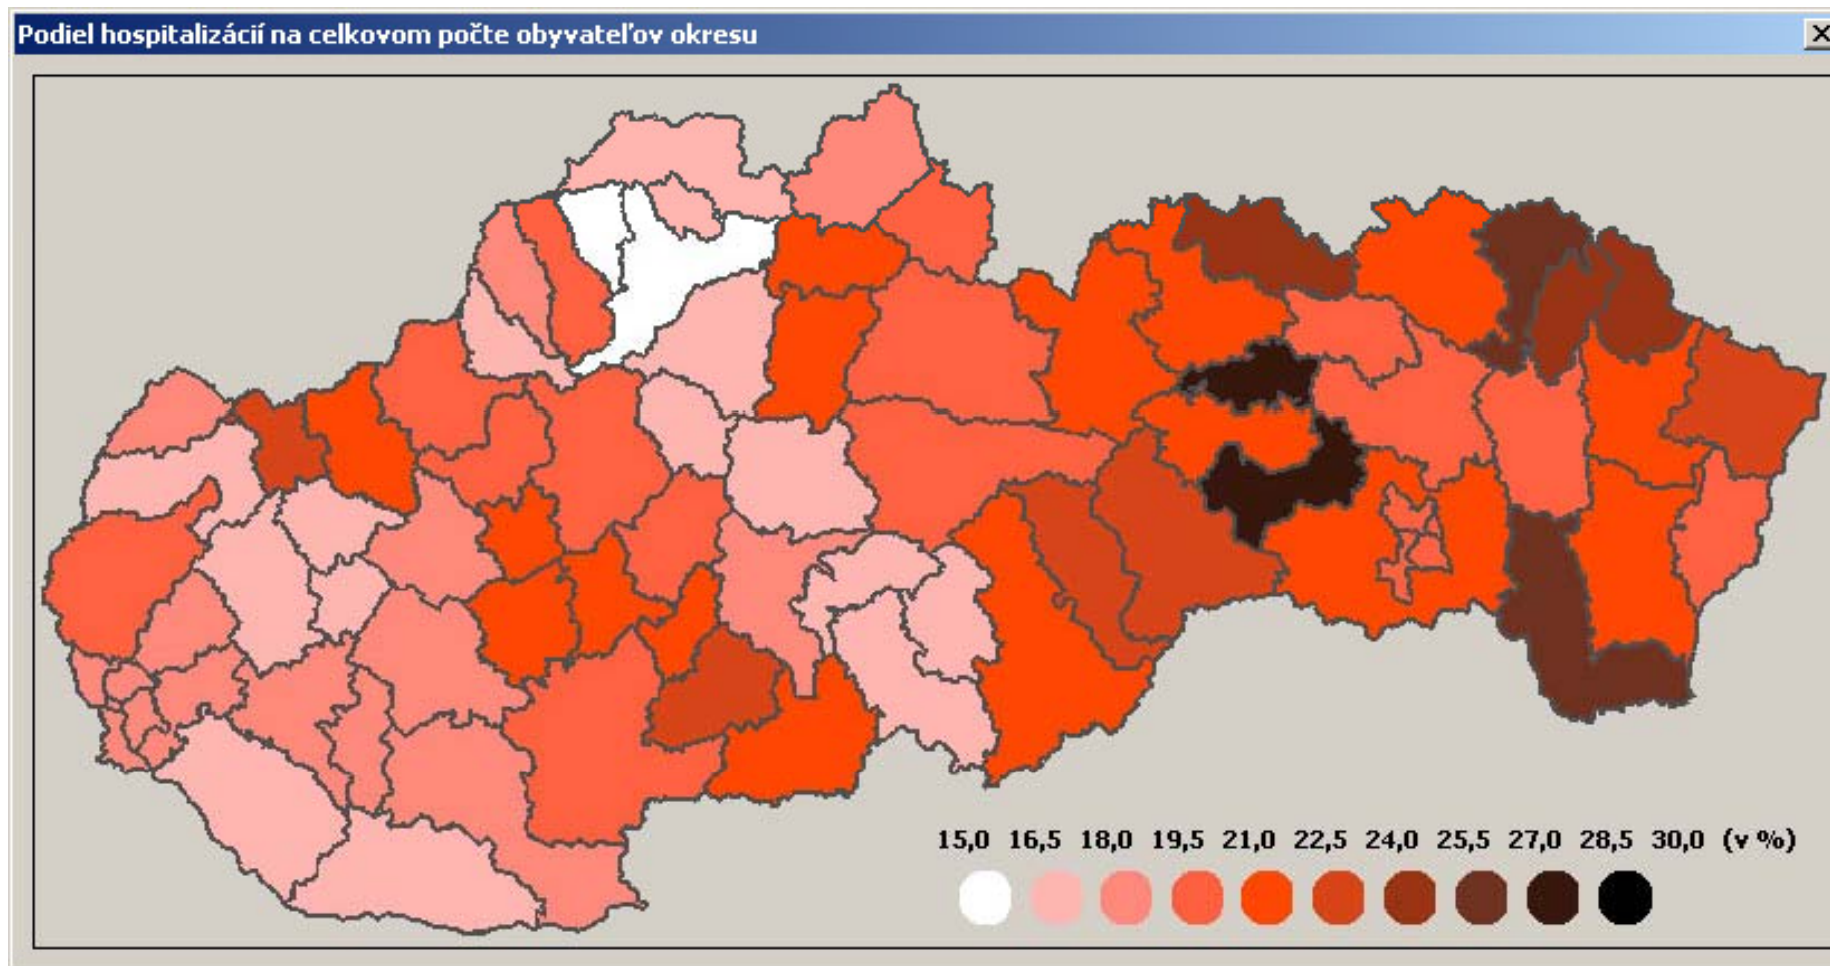 Podiel hospitalizácií na celkovom počte obyvateľov okresu
15,0 16,5 18,0 19,5 21,0 22,5 24,0 25,5 27,0 28,5 30,0 (v %)